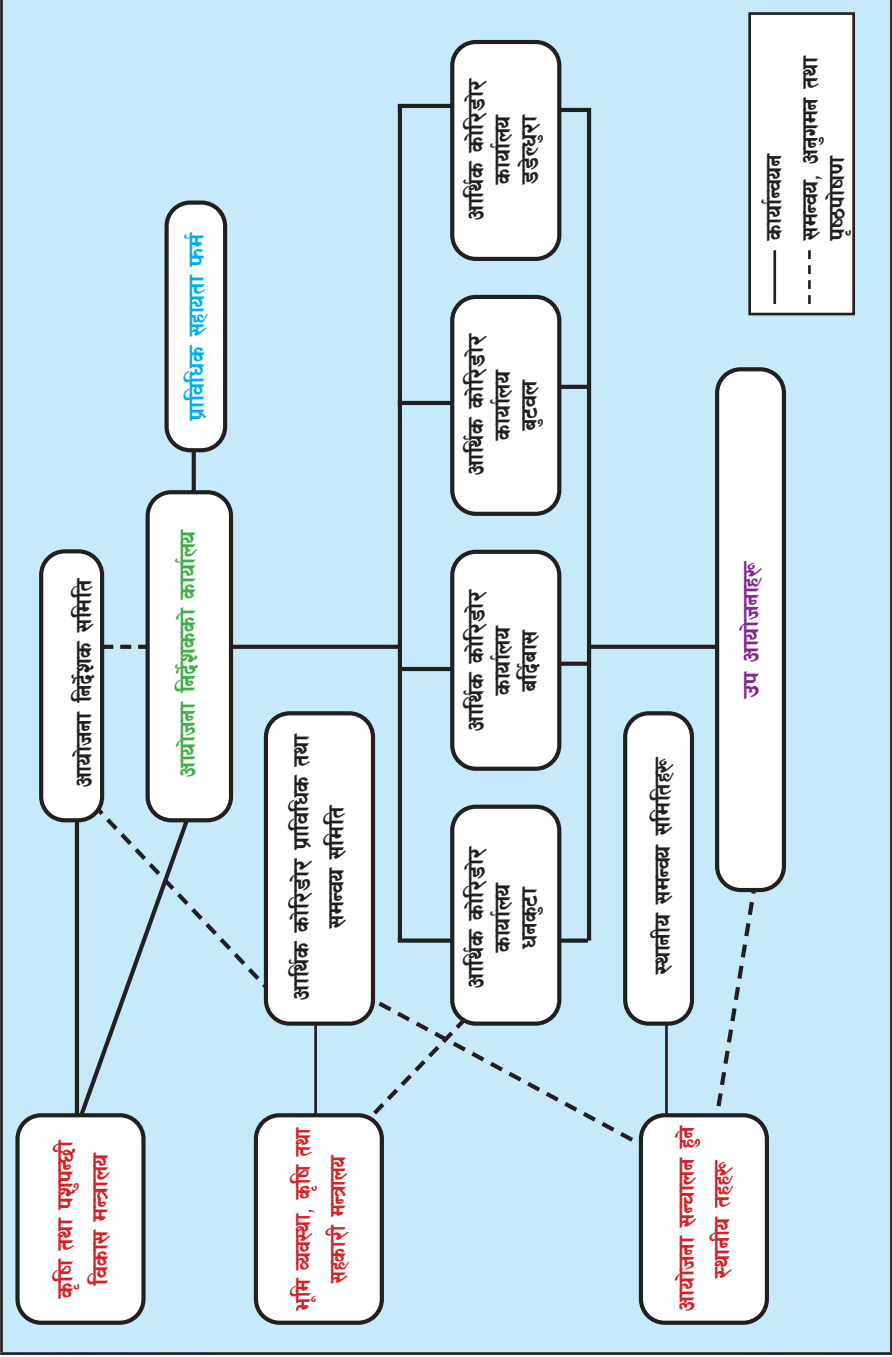 कृषि तथा पशुपन्छी
विकास मन्त्रालय
आयोजना निर्देशक समिति
आयोजना निर्देशकको कार्यालय
प्राविधिक सहायता फर्म
भूमि व्यवस्था, कृषि तथा
सहकारी मन्त्रालय
आर्थिक कोरिडोर प्राविधिक तथा
समन्वय समिति
आर्थिक कोरिडोर
कार्यालय
धनकुटा
आर्थिक कोरिडोर
कार्यालय
बर्दिबास
आर्थिक कोरिडोर
कार्यालय
बुटवल
आर्थिक कोरिडोर
कार्यालय
डडेल्धुरा
आयोजना सन्चालन हुने
स्थानीय तहहरू
स्थानीय समन्वय समितिहरू
उप आयोजनाहरू
कार्यान्वयन
समन्वय, अनुगमन तथा
पृष्ठपोषण